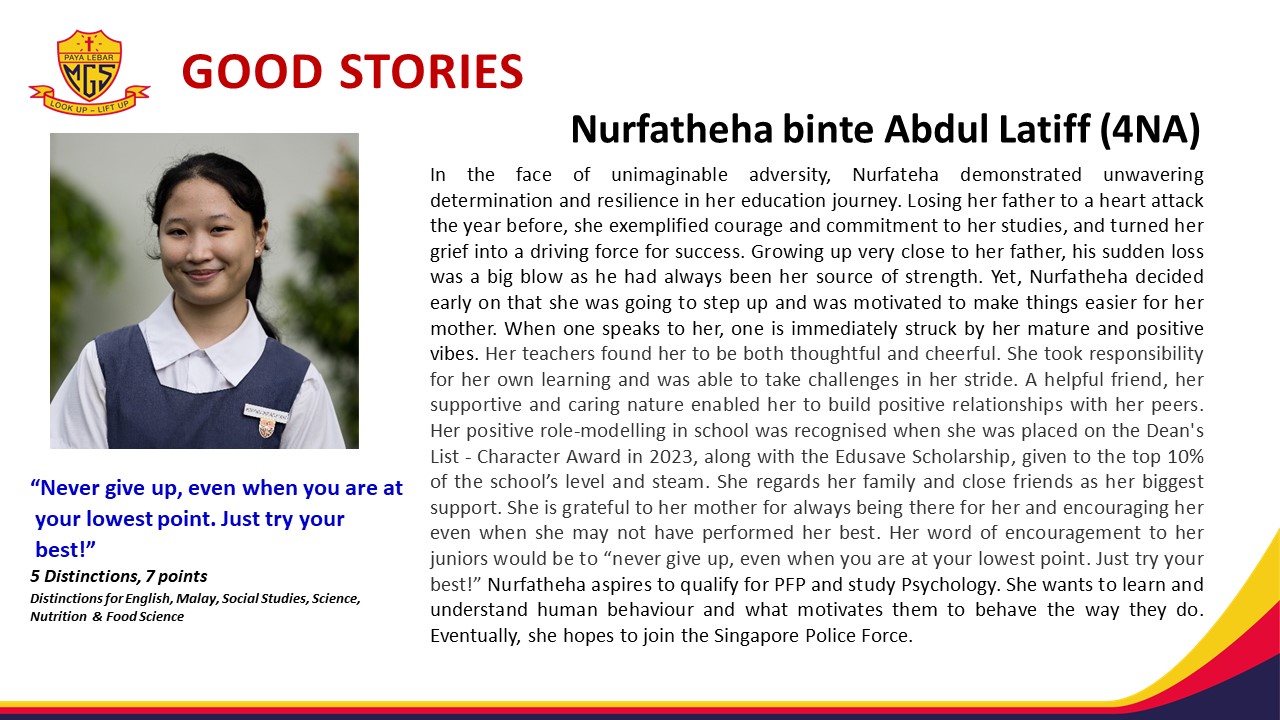 PAYA LEBAR
MGS
LOOK UP – LIFT UP
GOOD STORIES
Nurfatheha binte Abdul Latiff (4NA)
In the face of unimaginable adversity, Nurfateha demonstrated unwavering
determination and resilience in her education journey. Losing her father to a heart attack
the year before, she exemplified courage and commitment to her studies, and turned her
grief into a driving force for success. Growing up very close to her father, his sudden loss
was a big blow as he had always been her source of strength. Yet, Nurfatheha decided
early on that she was going to step up and was motivated to make things easier for her
mother. When one speaks to her, one is immediately struck by her mature and positive
vibes. Her teachers found her to be both thoughtful and cheerful. She took responsibility
for her own learning and was able to take challenges in her stride. A helpful friend, her
supportive and caring nature enabled her to build positive relationships with her peers.
Her positive role-modelling in school was recognised when she was placed on the Dean's
List - Character Award in 2023, along with the Edusave Scholarship, given to the top 10%
of the school’s level and steam. She regards her family and close friends as her biggest
support. She is grateful to her mother for always being there for her and encouraging her
even when she may not have performed her best. Her word of encouragement to her
juniors would be to “never give up, even when you are at your lowest point. Just try your
best!” Nurfatheha aspires to qualify for PFP and study Psychology. She wants to learn and
understand human behaviour and what motivates them to behave the way they do.
Eventually, she hopes to join the Singapore Police Force.
“Never give up, even when you are at
your lowest point. Just try your
best!”
5 Distinctions, 7 points
Distinctions for English, Malay, Social Studies, Science,
Nutrition & Food Science